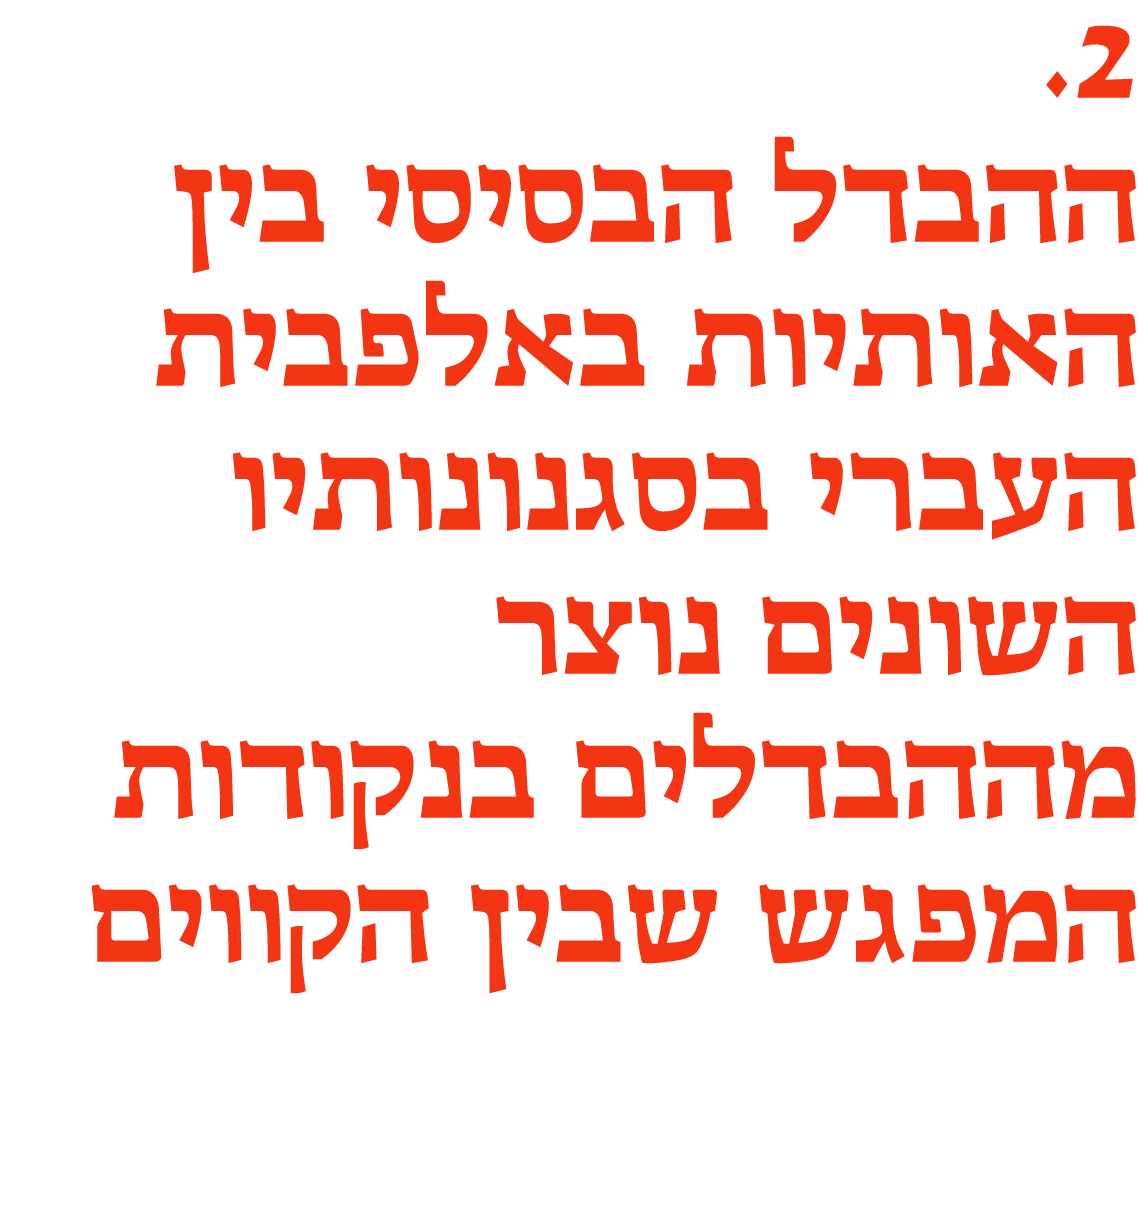 2.
ההבדל הבסיסי בין
האותיות באלפבית
העברי בסגנונותיו
השונים נוצר
מההבדלים בנקודות
המפגש שבין הקווים